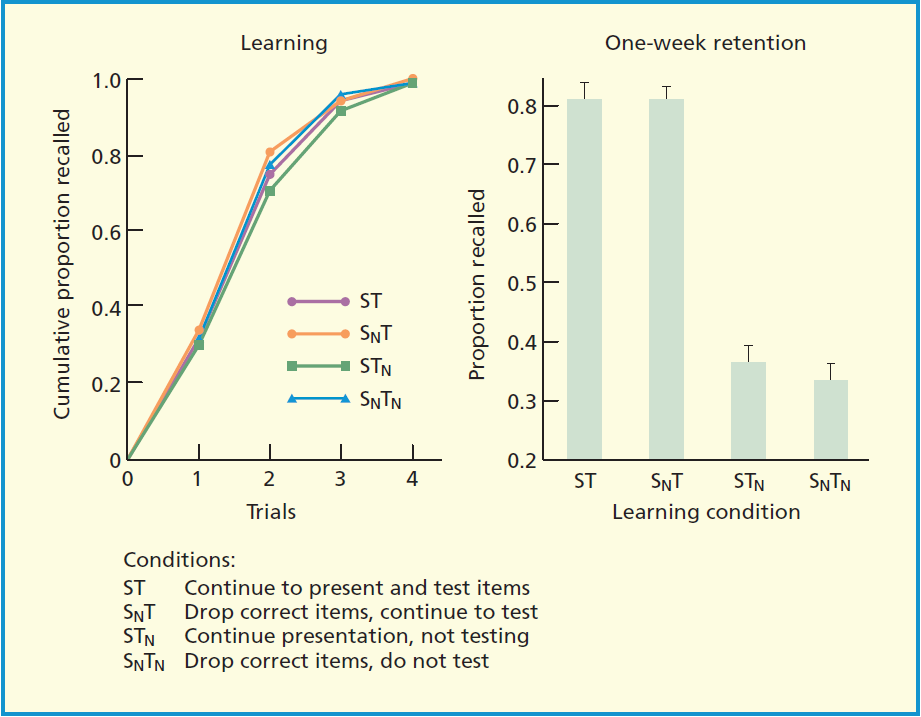 Learning
Cumulative proportion recalled
1.0
0.8
0.6
0.4
0.2
0
0 1 2 3 4
Trials
ST
SNT
STN
SNTN
One-week retention
Proportion recalled
0.8
0.7
0.6
0.5
0.4
0.3
0.2
ST SNT STN SNTN
Learning condition
Conditions:
ST Continue to present and test items
SNT Drop correct items, continue to test
STN Continue presentation, not testing
SNTN Drop correct items, do not test